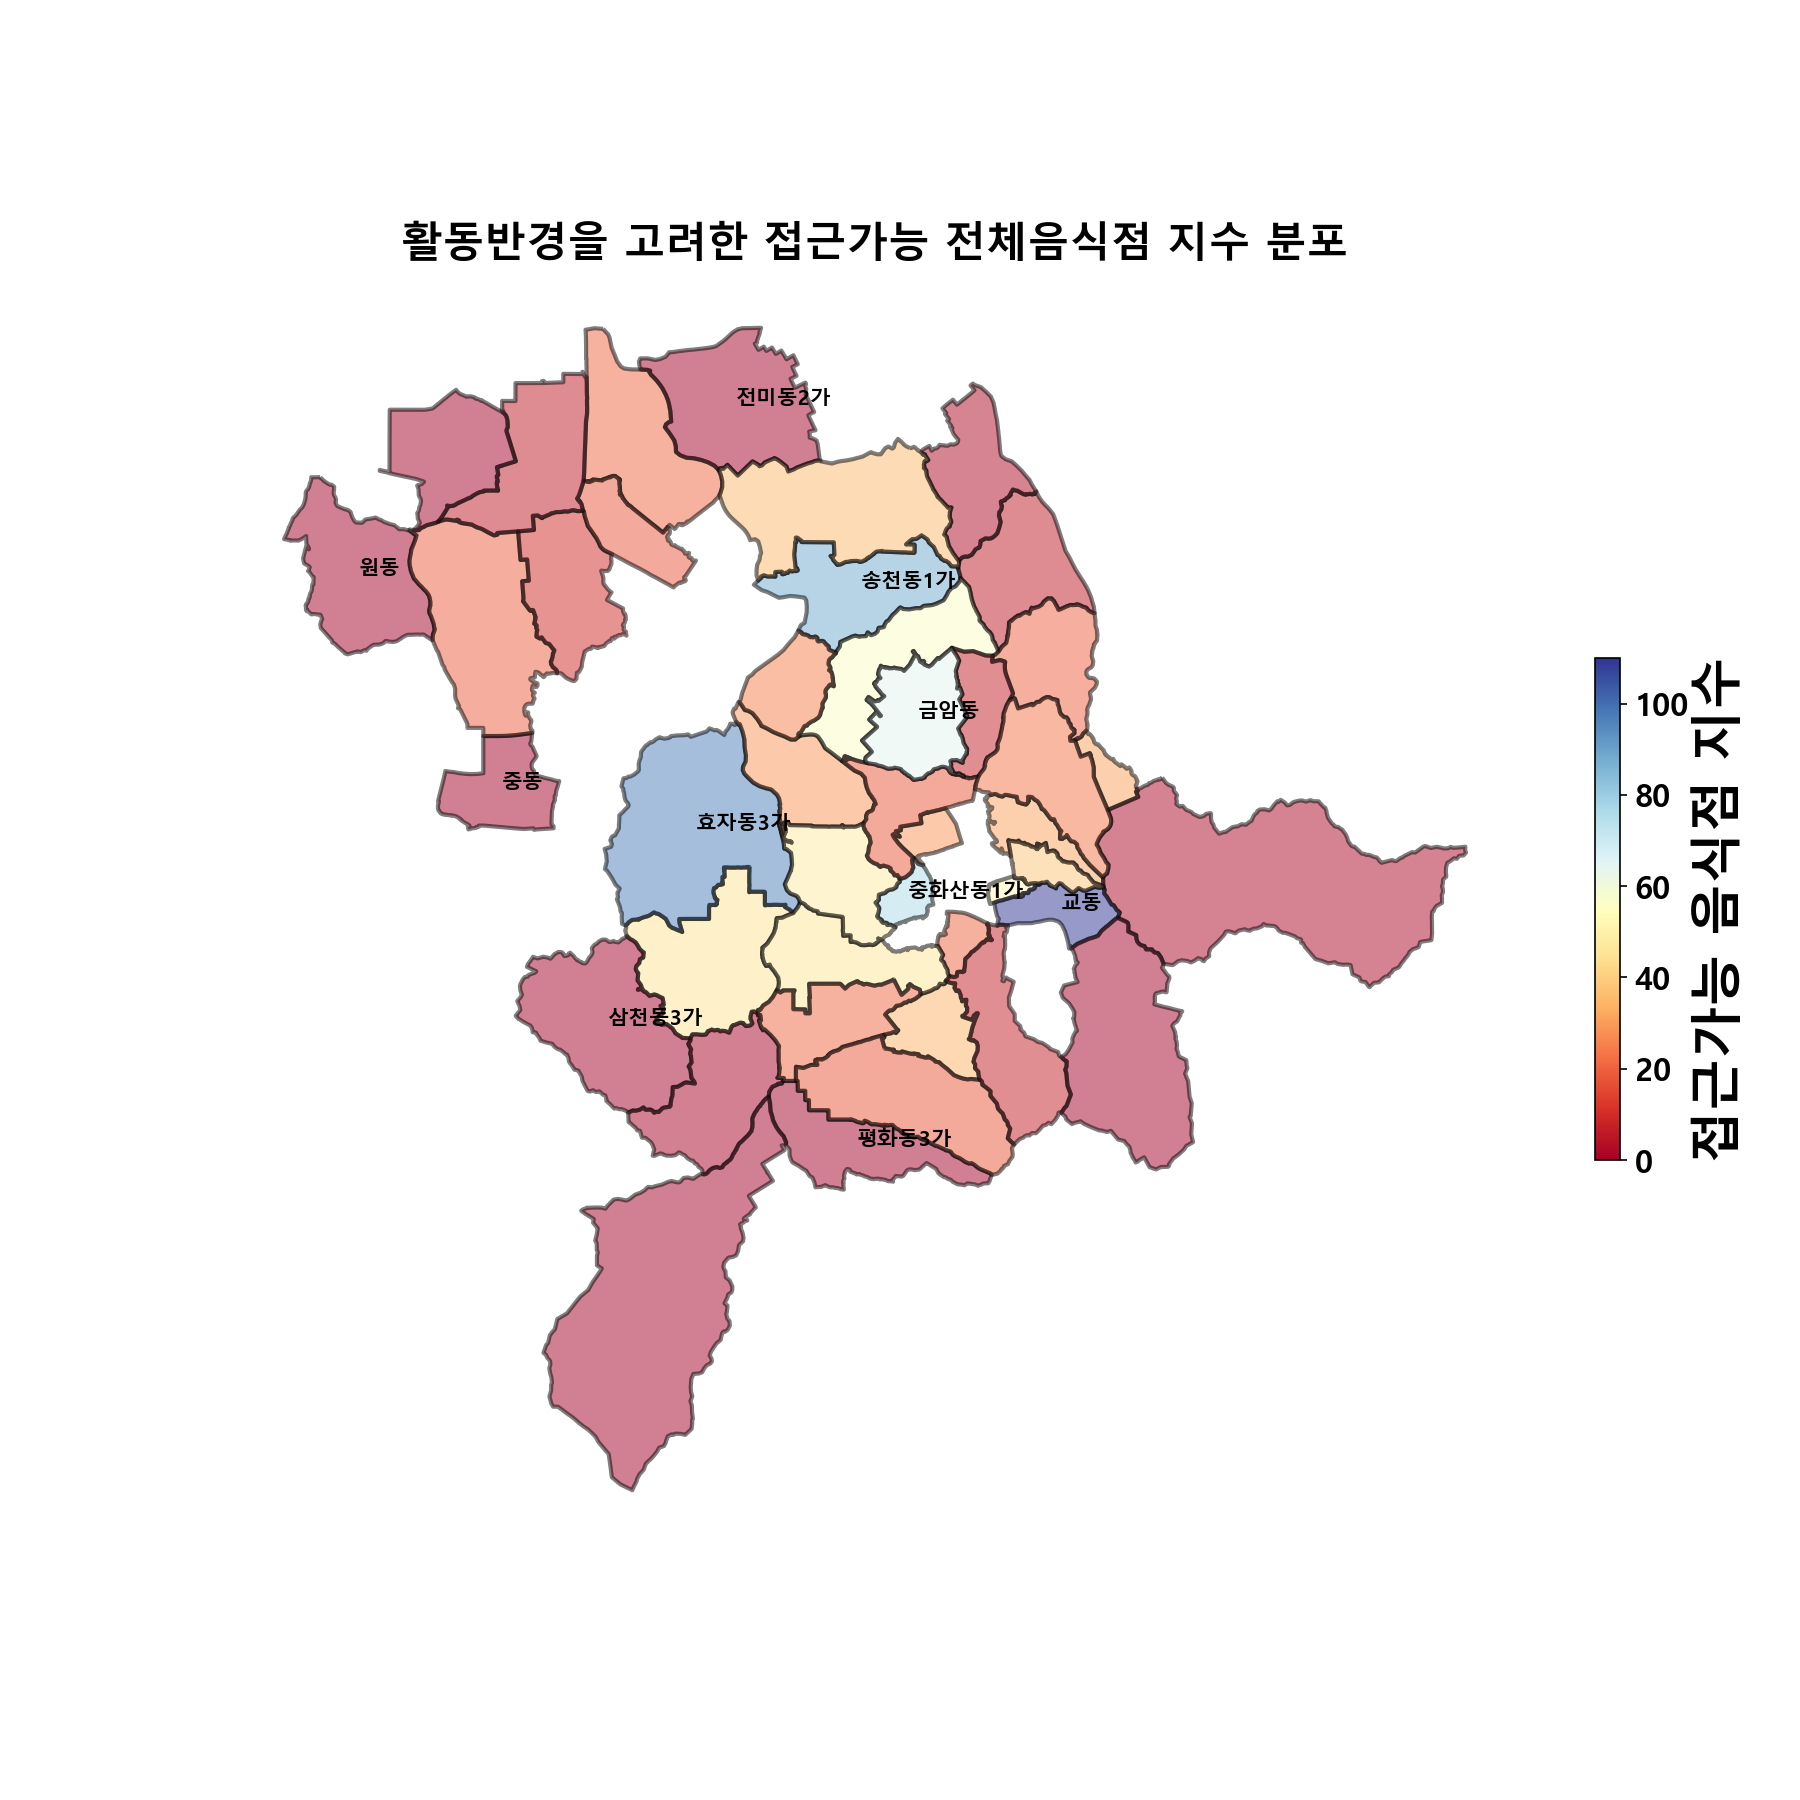 활동반경을 고려한 접근가능 전체음식점 지수 분포
전미동2가
원동
송천동1가
금암동
중동
효자동3가
중화산동1가
교동
삼천동3가
평화동3가
100
80
60
40
20
0
접근가능 음식점 지수